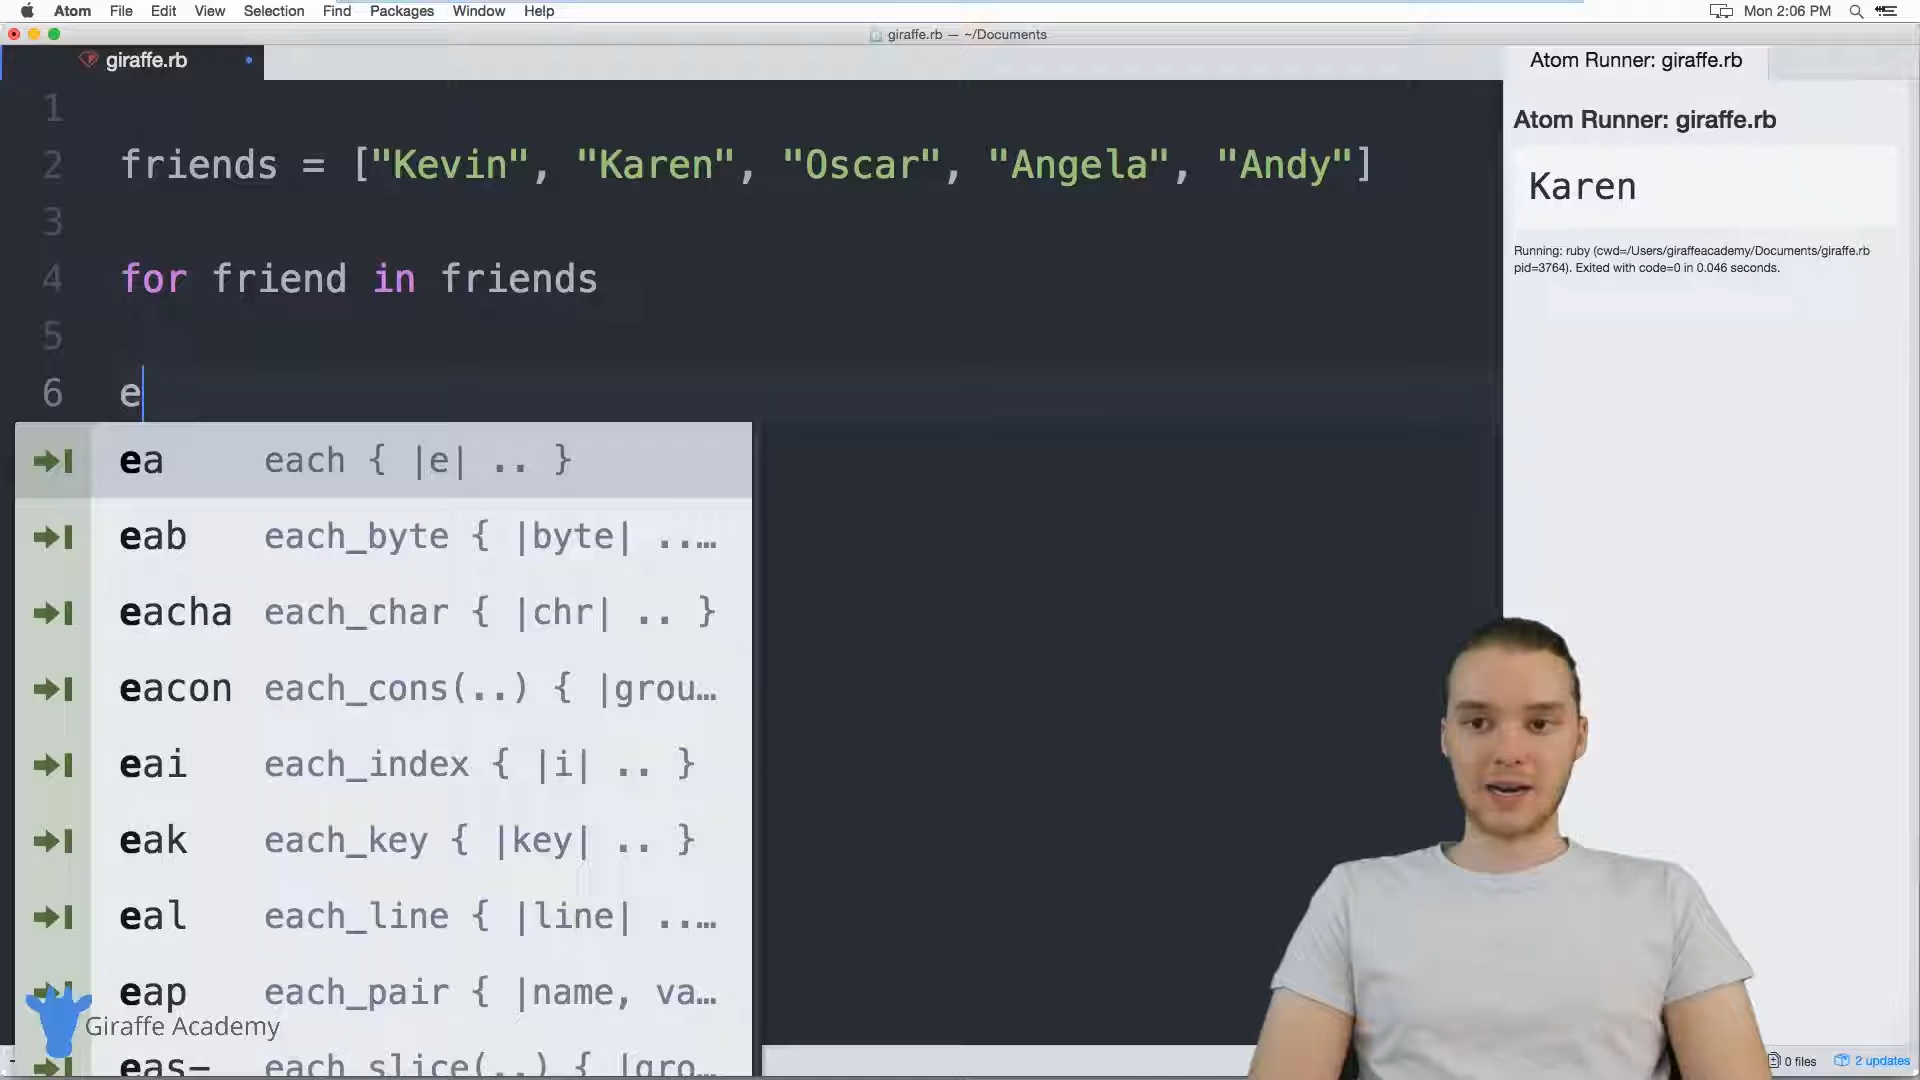 Atom File Edit View Selection Find Packages Window Help Mon 2:06 PM
giraffe.rb — ~/Documents
giraffe.rb
Atom Runner: giraffe.rb
1
2 friends = ["Kevin", "Karen", "Oscar", "Angela", "Andy"]
3
4 for friend in friends
5
6 e
ea each { |e| .. }
eab each_byte { |byte| ..…
eacha each_char { |chr| .. }
eacon each_cons(..) { |grou…
eai each_index { |i| .. }
eak each_key { |key| .. }
eal each_line { |line| ..…
eap each_pair { |name, va…
eas- each_slice(..) { |gro…
Giraffe Academy
Atom Runner: giraffe.rb
Karen
Running: ruby (cwd=/Users/giraffeacademy/Documents/giraffe.rb
pid=3764). Exited with code=0 in 0.046 seconds.
0 files 2 updates